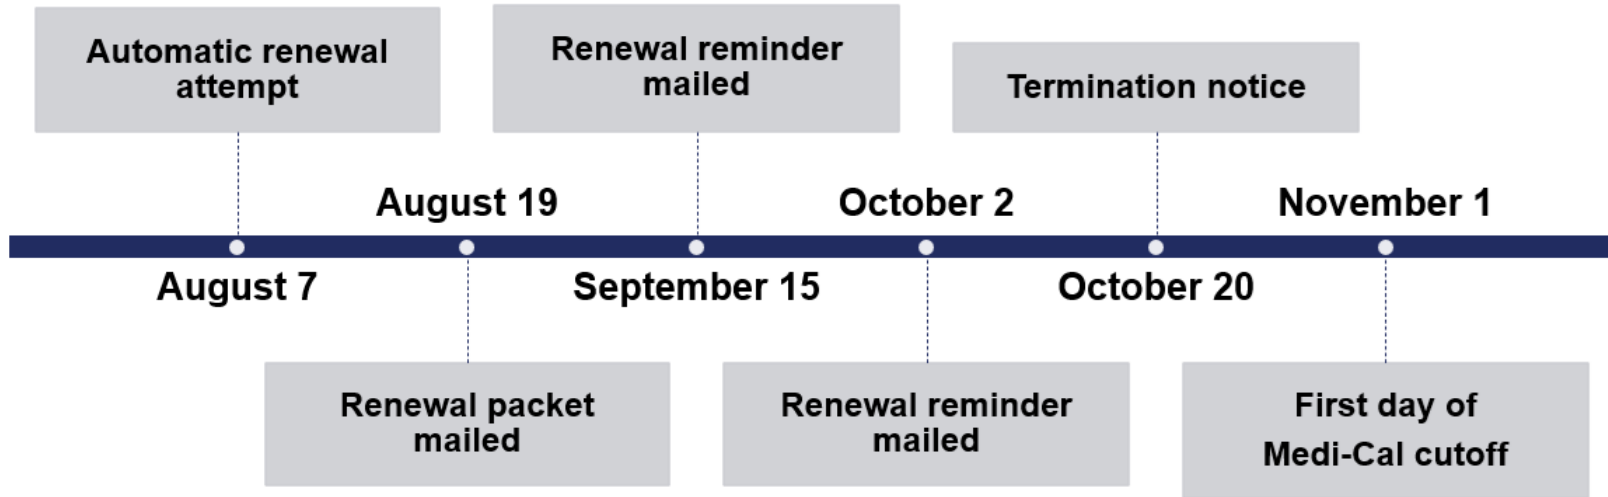 Automatic renewal
attempt
Renewal reminder
mailed
Termination notice
August 19
October 2
November 1
August 7
September 15
October 20
Renewal packet
mailed
Renewal reminder
mailed
First day of
Medi-Cal cutoff